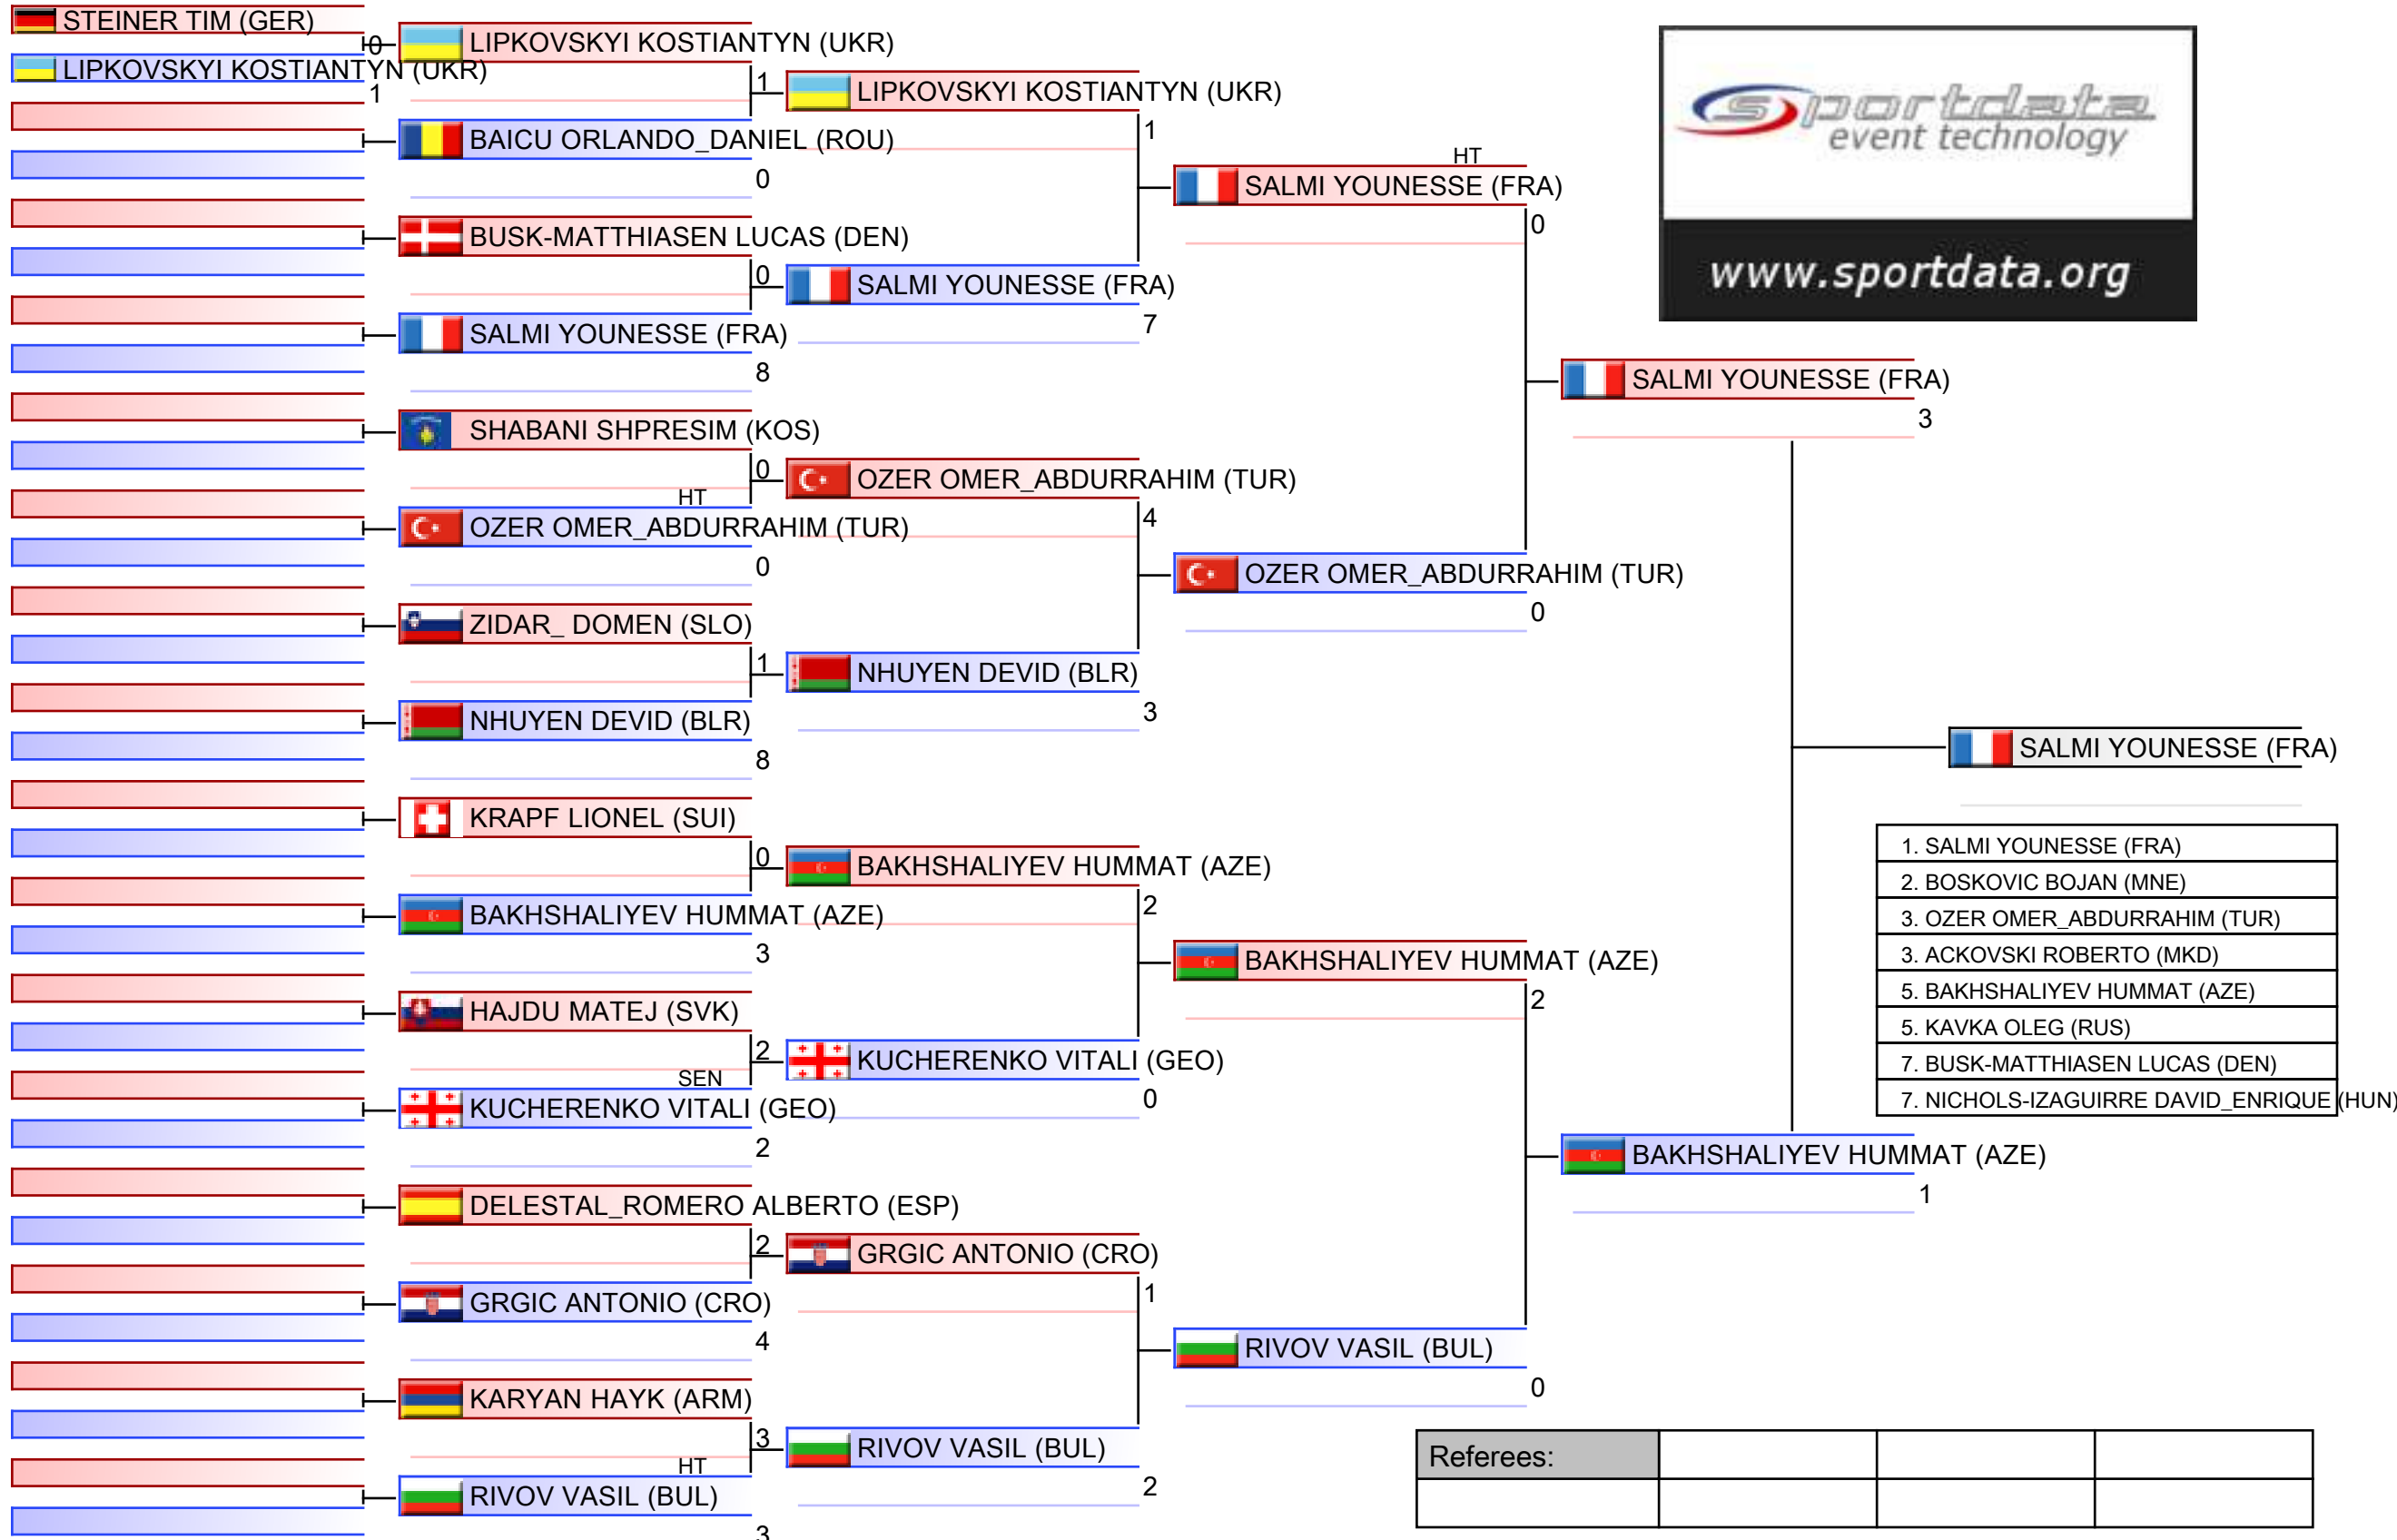 STEINER TIM (GER)
0
LIPKOVSKYI KOSTIANTYN (UKR)
1
LIPKOVSKYI KOSTIANTYN (UKR)
1
BAICU ORLANDO_DANIEL (ROU)
0
BUSK-MATTHIASEN LUCAS (DEN)
0
SALMI YOUNESSE (FRA)
8
SHABANI SHPRESIM (KOS)
0
HT
OZER OMER_ABDURRAHIM (TUR)
0
ZIDAR_ DOMEN (SLO)
1
NHUYEN DEVID (BLR)
8
KRAPF LIONEL (SUI)
0
BAKHSHALIYEV HUMMAT (AZE)
3
HAJDU MATEJ (SVK)
2
SEN
KUCHERENKO VITALI (GEO)
2
DELESTAL_ROMERO ALBERTO (ESP)
2
GRGIC ANTONIO (CRO)
4
KARYAN HAYK (ARM)
3
HT
RIVOV VASIL (BUL)
3
LIPKOVSKYI KOSTIANTYN (UKR)
1
SALMI YOUNESSE (FRA)
7
OZER OMER_ABDURRAHIM (TUR)
4
NHUYEN DEVID (BLR)
3
BAKHSHALIYEV HUMMAT (AZE)
2
KUCHERENKO VITALI (GEO)
0
GRGIC ANTONIO (CRO)
1
RIVOV VASIL (BUL)
2
HT
SALMI YOUNESSE (FRA)
0
OZER OMER_ABDURRAHIM (TUR)
0
BAKHSHALIYEV HUMMAT (AZE)
2
RIVOV VASIL (BUL)
0
SALMI YOUNESSE (FRA)
3
BAKHSHALIYEV HUMMAT (AZE)
1
sportdata
event technology
www.sportdata.org
SALMI YOUNESSE (FRA)
1. SALMI YOUNESSE (FRA)
2. BOSKOVIC BOJAN (MNE)
3. OZER OMER_ABDURRAHIM (TUR)
3. ACKOVSKI ROBERTO (MKD)
5. BAKHSHALIYEV HUMMAT (AZE)
5. KAVKA OLEG (RUS)
7. BUSK-MATTHIASEN LUCAS (DEN)
7. NICHOLS-IZAGUIRRE DAVID_ENRIQUE (HUN)
Referees: